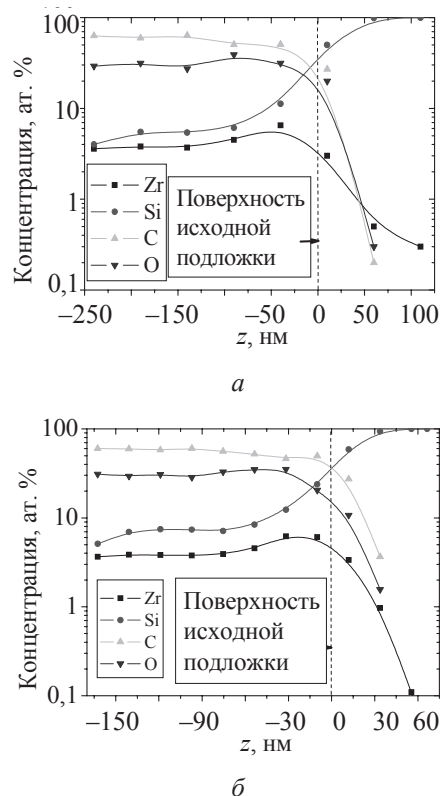 100
10
1
0,1
Концентрация, ат. %
Zr
Si
C
O
Поверхность
исходной
подложки
–250 –200 –150 –100 –50 0 50 100
z, нм
а
100
10
1
0,1
Концентрация, ат. %
Zr
Si
C
O
Поверхность
исходной
подложки
–150 –90 –30 0 30 60
z, нм
б